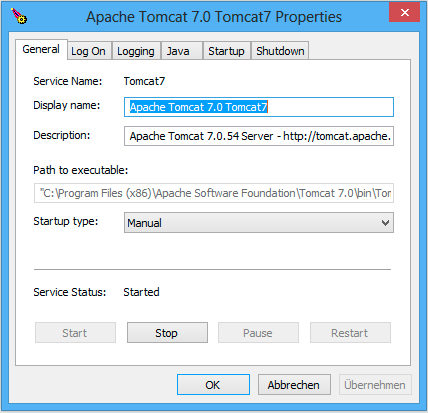 Apache Tomcat 7.0 Tomcat7 Properties
General Log On Logging Java Startup Shutdown
Service Name: Tomcat7
Display name: Apache Tomcat 7.0 Tomcat7
Description: Apache Tomcat 7.0.54 Server - http://tomcat.apache.
Path to executable:
"C:\Program Files (x86)\Apache Software Foundation\Tomcat 7.0\bin\Tom
Startup type: Manual
Service Status: Started
Start Stop Pause Restart
OK Abbrechen Übernehmen